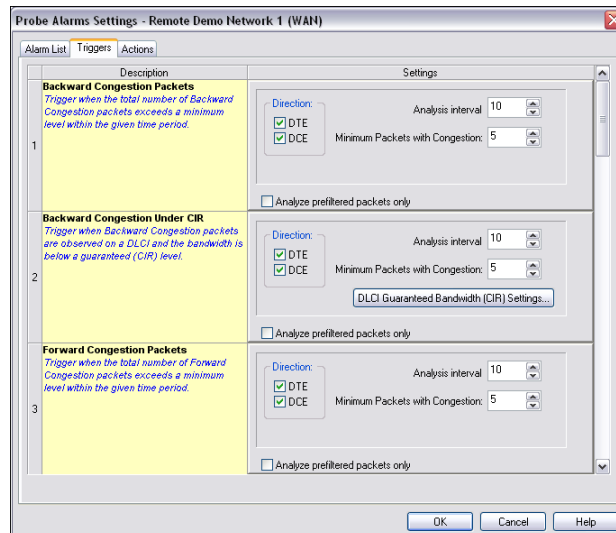 Probe Alarms Settings - Remote Demo Network 1 (WAN)
Alarm List Triggers Actions
Description Settings
1
Backward Congestion Packets
Trigger when the total number of Backward
Congestion packets exceeds a minimum
level within the given time period.
Direction:
DTE
DCE
Analysis interval 10
Minimum Packets with Congestion: 5
Analyze prefiltered packets only
2
Backward Congestion Under CIR
Trigger when Backward Congestion packets
are observed on a DLCI and the bandwidth is
below a guaranteed (CIR) level.
Direction:
DTE
DCE
Analysis interval 10
Minimum Packets with Congestion: 5
DLCI Guaranteed Bandwidth (CIR) Settings...
Analyze prefiltered packets only
3
Forward Congestion Packets
Trigger when the total number of Forward
Congestion packets exceeds a minimum
level within the given time period.
Direction:
DTE
DCE
Analysis interval 10
Minimum Packets with Congestion: 5
Analyze prefiltered packets only
OK Cancel Help